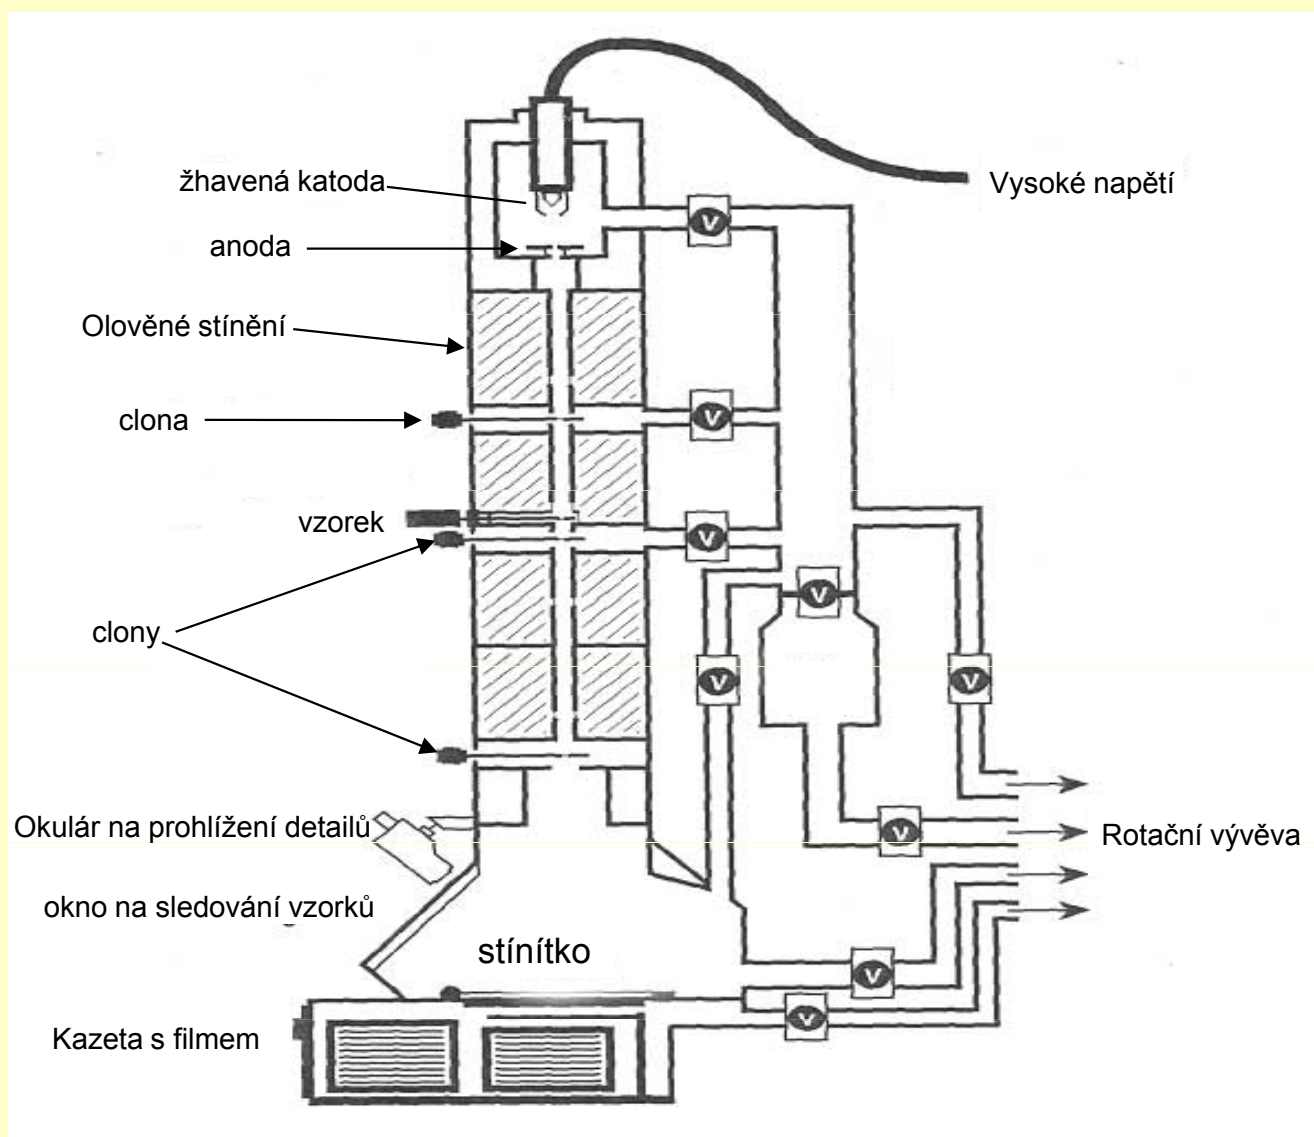 žhavená katoda
Vysoké napětí
V
anoda
Olověné stínění
clona
V
vzorek
V
V
clony
V
V
Okulár na prohlížení detailů
V
Rotační vývěva
okno na sledování vzorků
stínítko
V
V
Kazeta s filmem